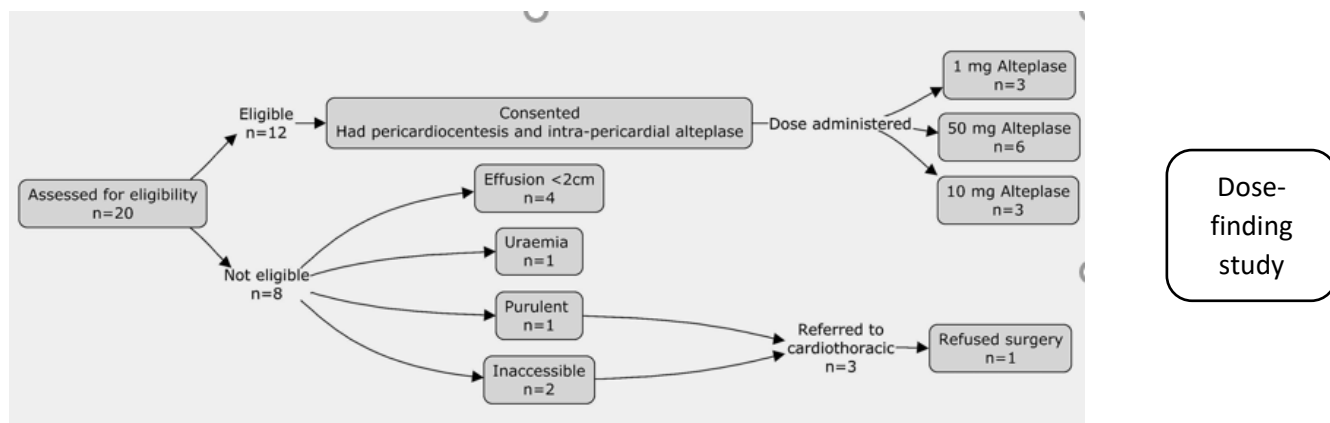 Assessed for eligibility
n=20
Eligible
n=12
Consented
Had pericardiocentesis and intra-pericardial alteplase
Dose administered
1 mg Alteplase
n=3
50 mg Alteplase
n=6
10 mg Alteplase
n=3
Not eligible
n=8
Effusion <2cm
n=4
Uraemia
n=1
Purulent
n=1
Inaccessible
n=2
Referred to
cardiothoracic
n=3
Refused surgery
n=1
Dose-
finding
study